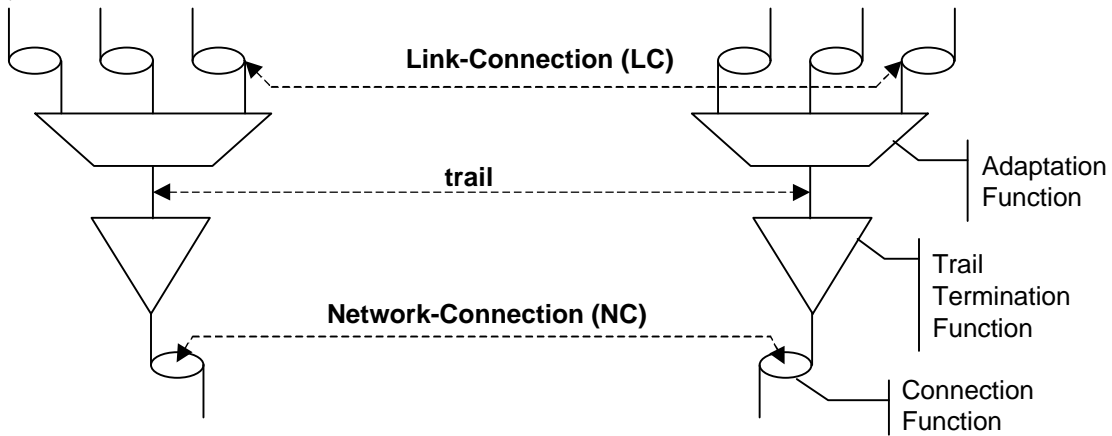 Link-Connection (LC)
Adaptation
Function
trail
Trail
Termination
Function
Network-Connection (NC)
Connection
Function